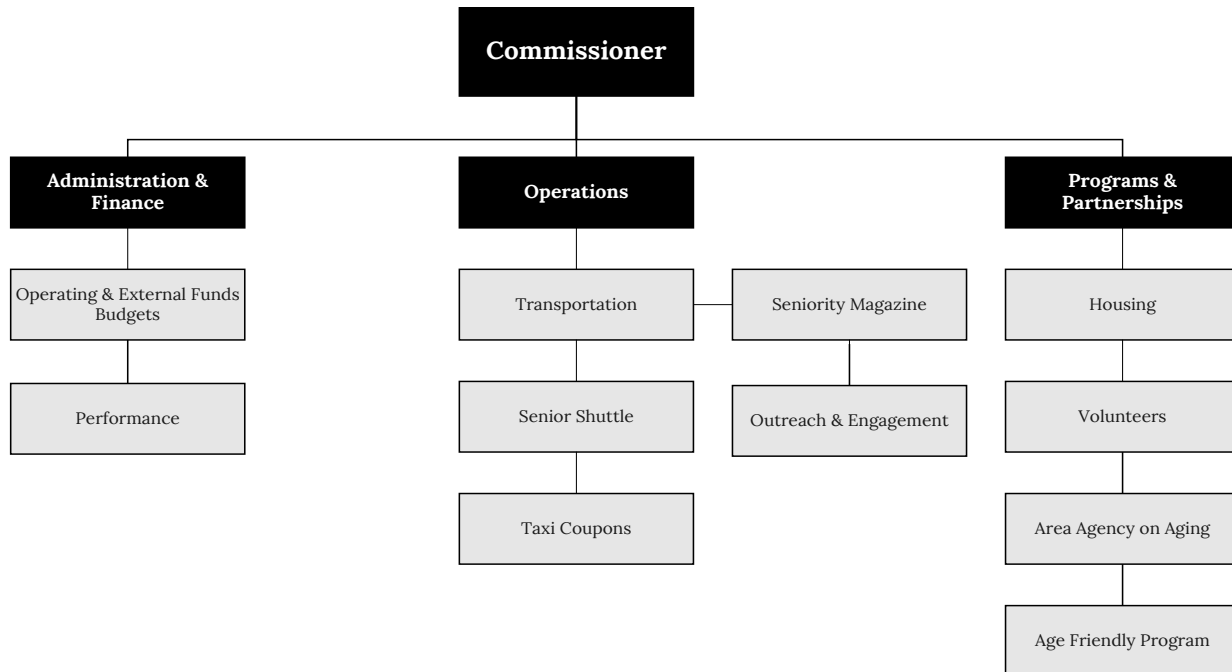 Commissioner
Administration &
Finance
Operations
Programs &
Partnerships
Operating & External Funds
Budgets
Transportation
Seniority Magazine
Housing
Performance
Senior Shuttle
Outreach & Engagement
Volunteers
Taxi Coupons
Area Agency on Aging
Age Friendly Program